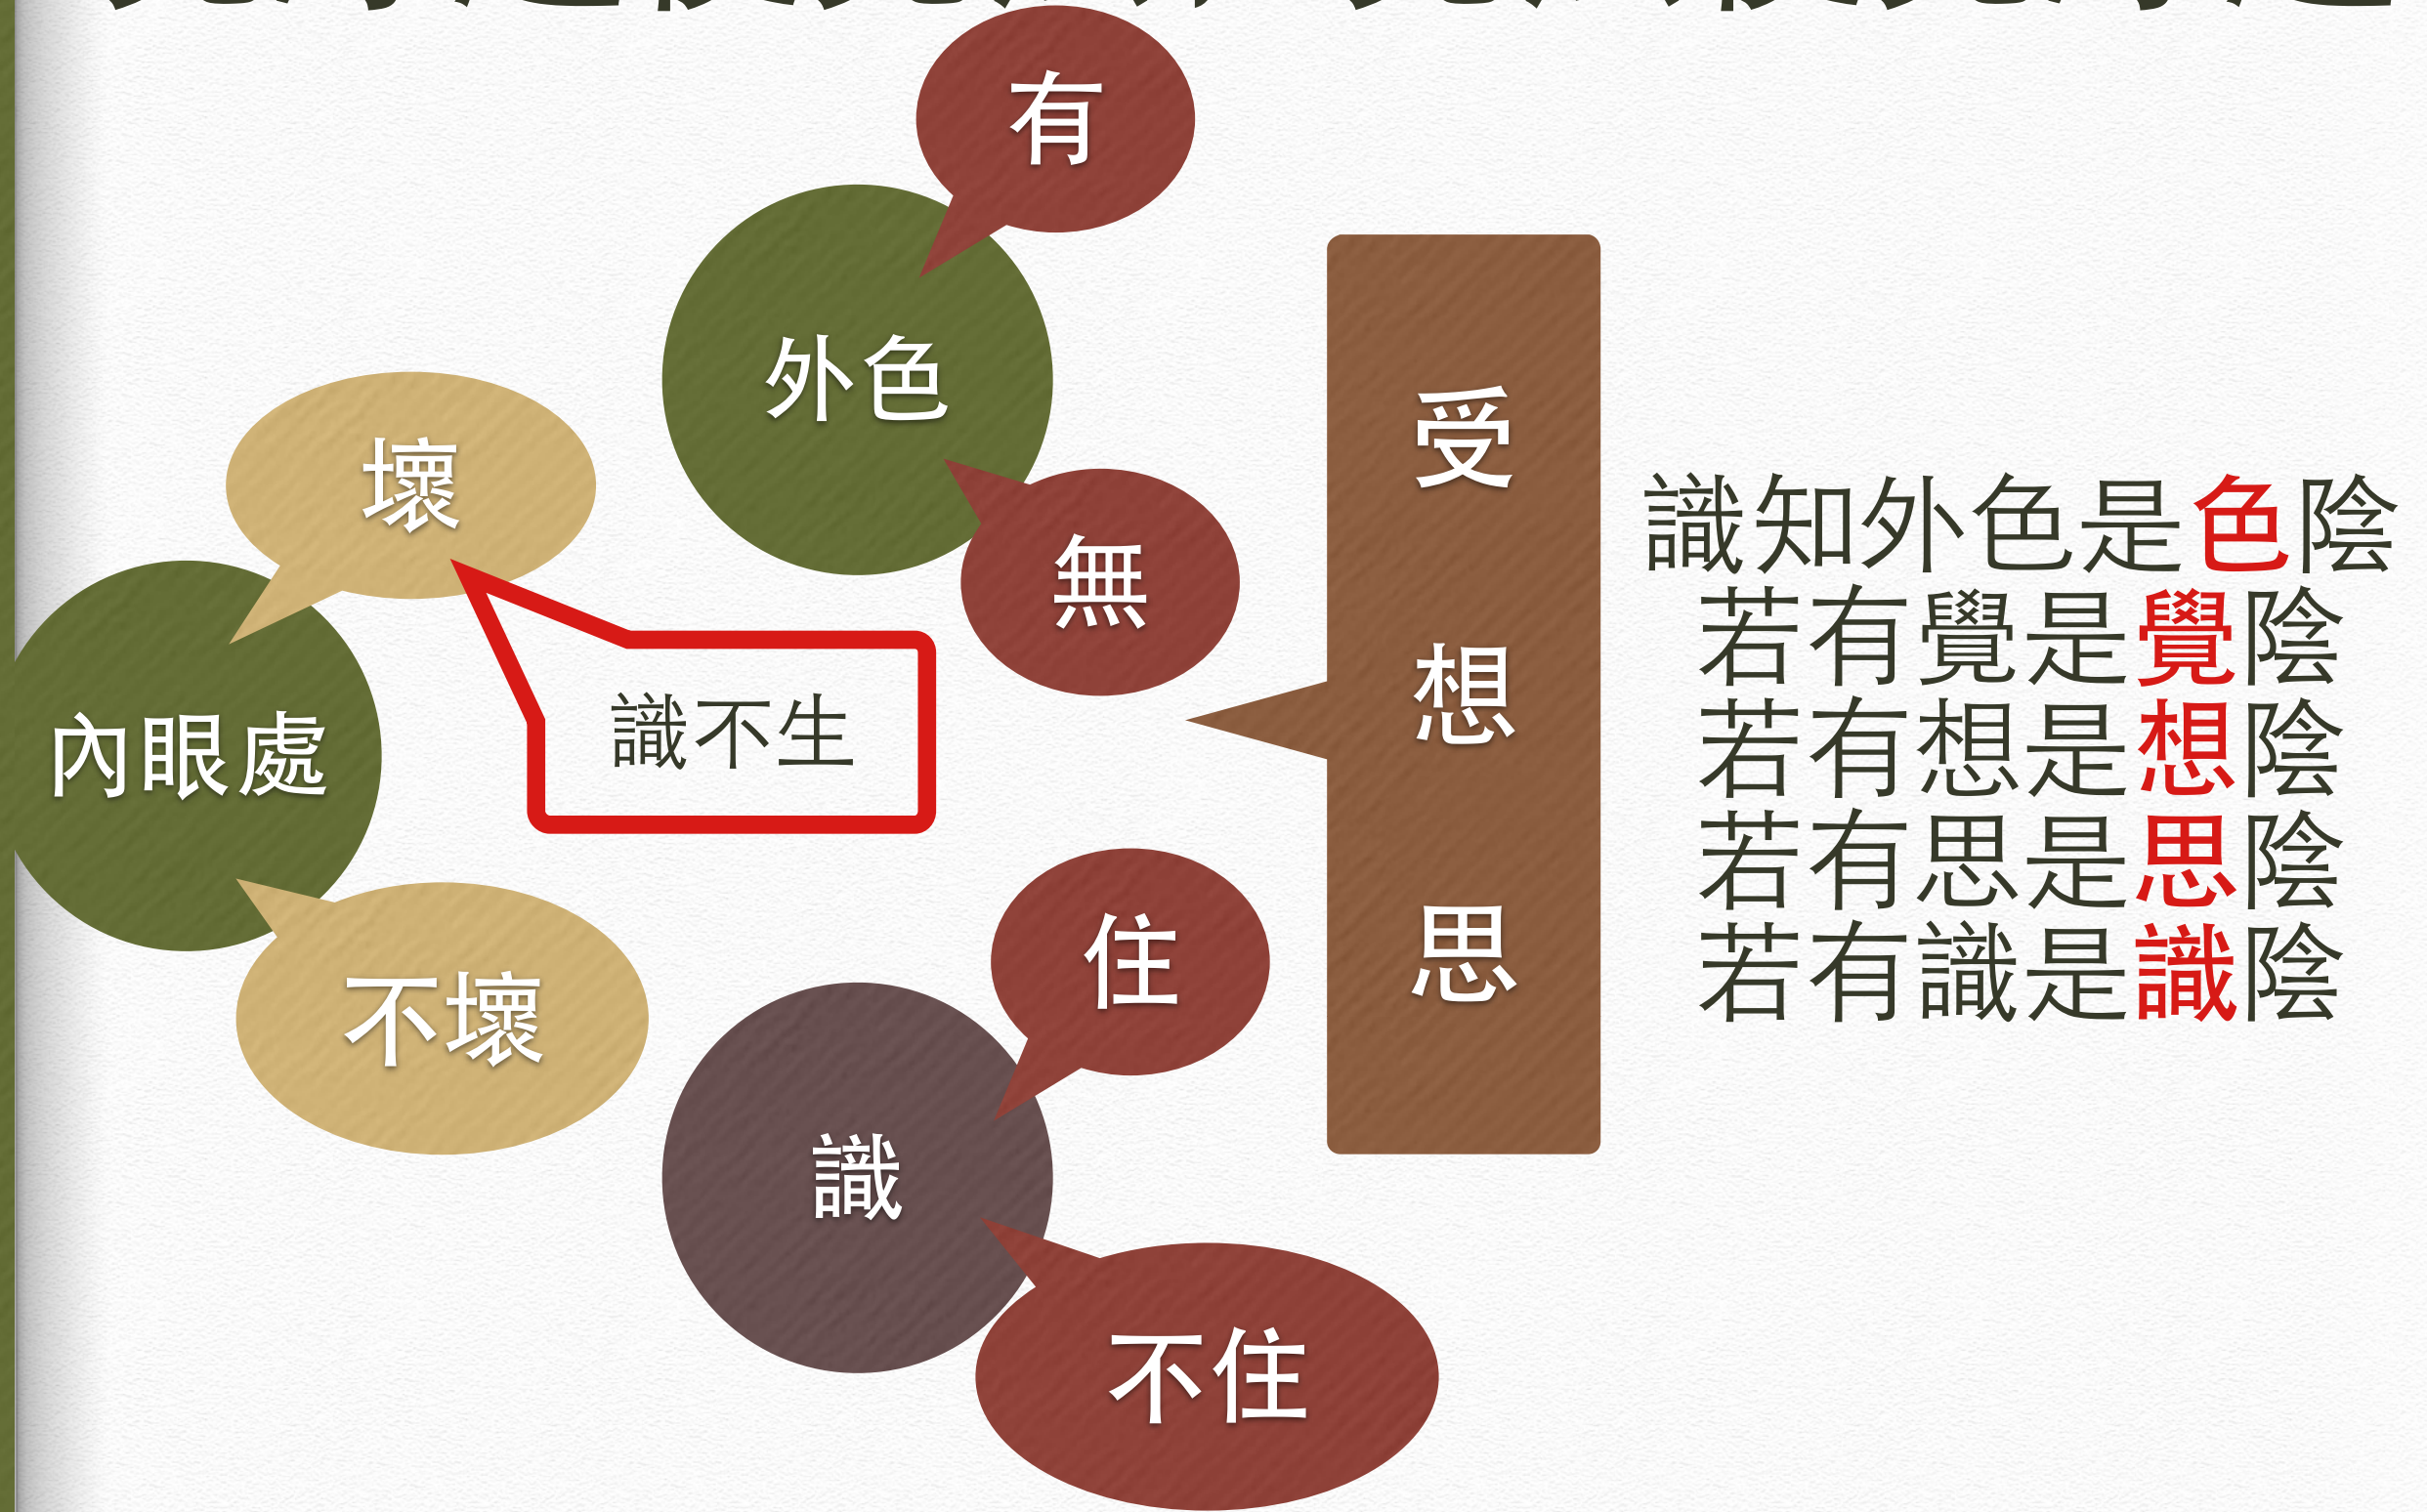 有
外色
壞
無
識不生
內眼處
不壞
住
識
不住
受
想
思
識知外色是色陰
若有覺是覺陰
若有想是想陰
若有思是思陰
若有識是識陰